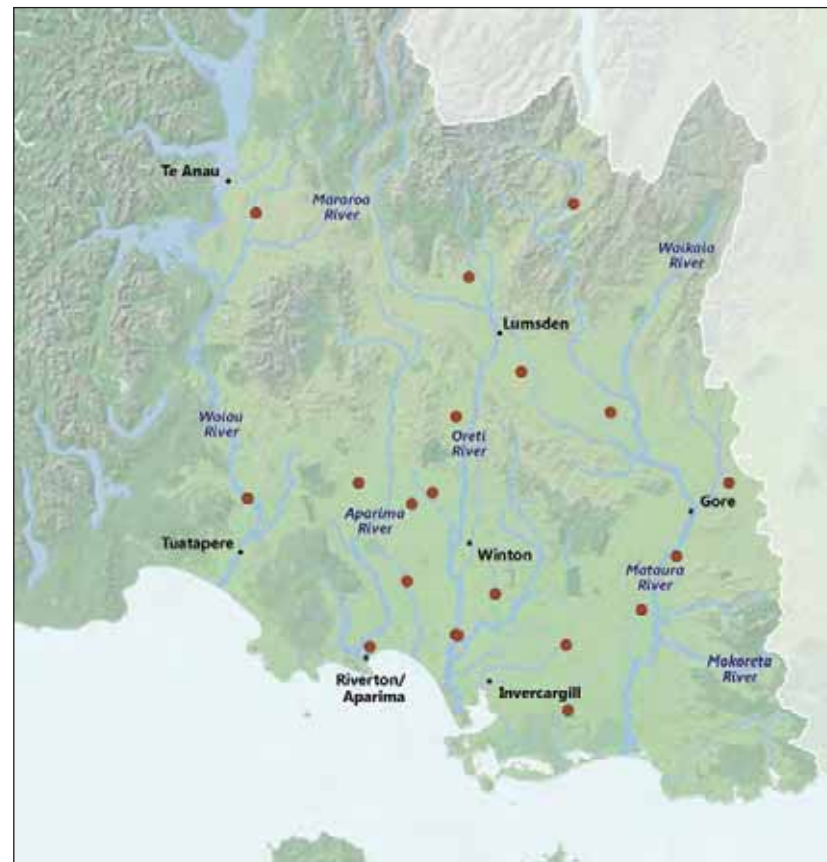 Te Anau
Mararoa
River
Waikaia
River
Lumsden
Waiau
River
Oreti
River
Gore
Aparima
River
Tuatapere
Winton
Mataura
River
Mokoreta
River
Riverton/
Aparima
Invercargill